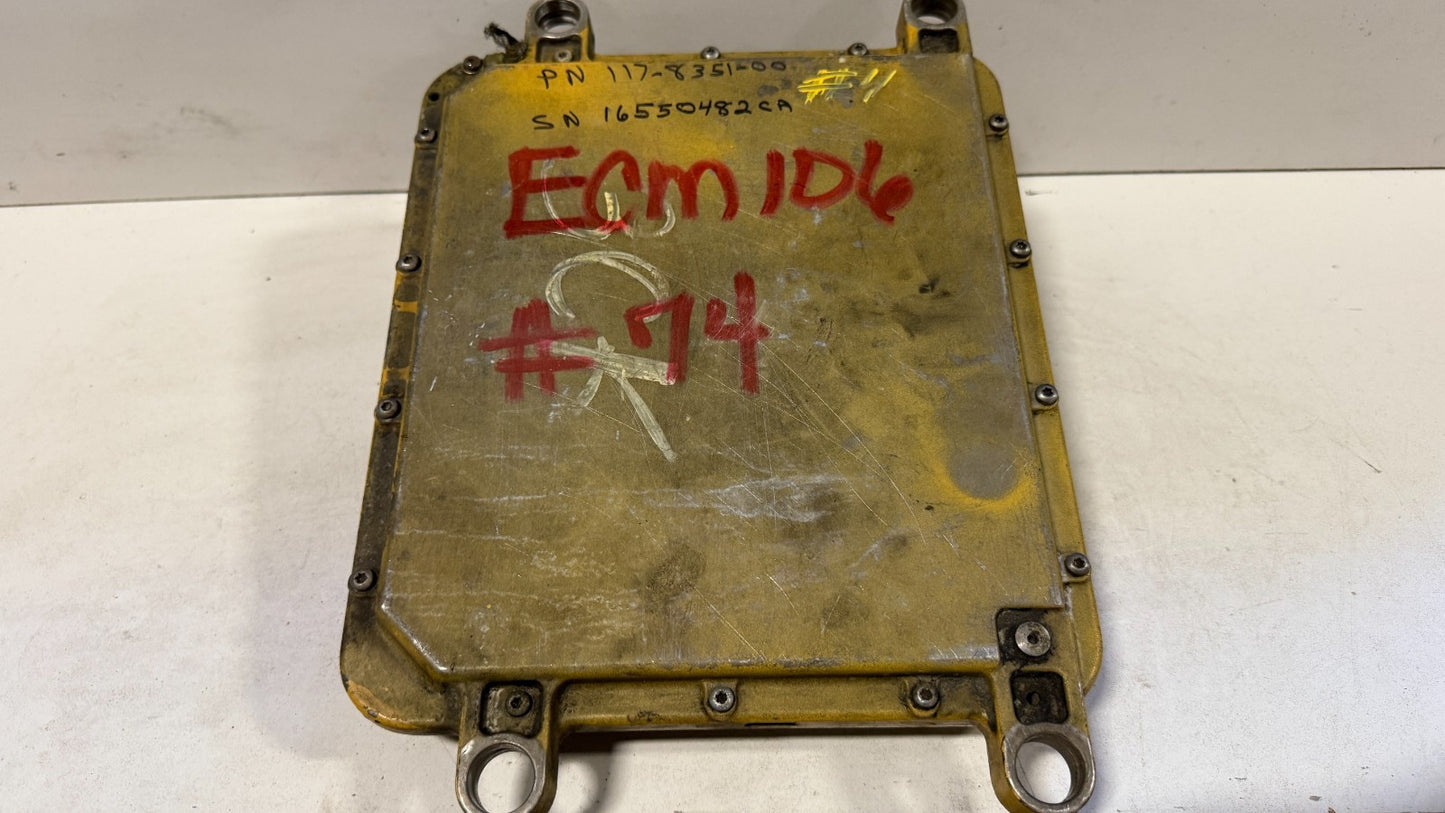 PN 117-8351-00
#11
SN 16550482CA
ECM 106
#74